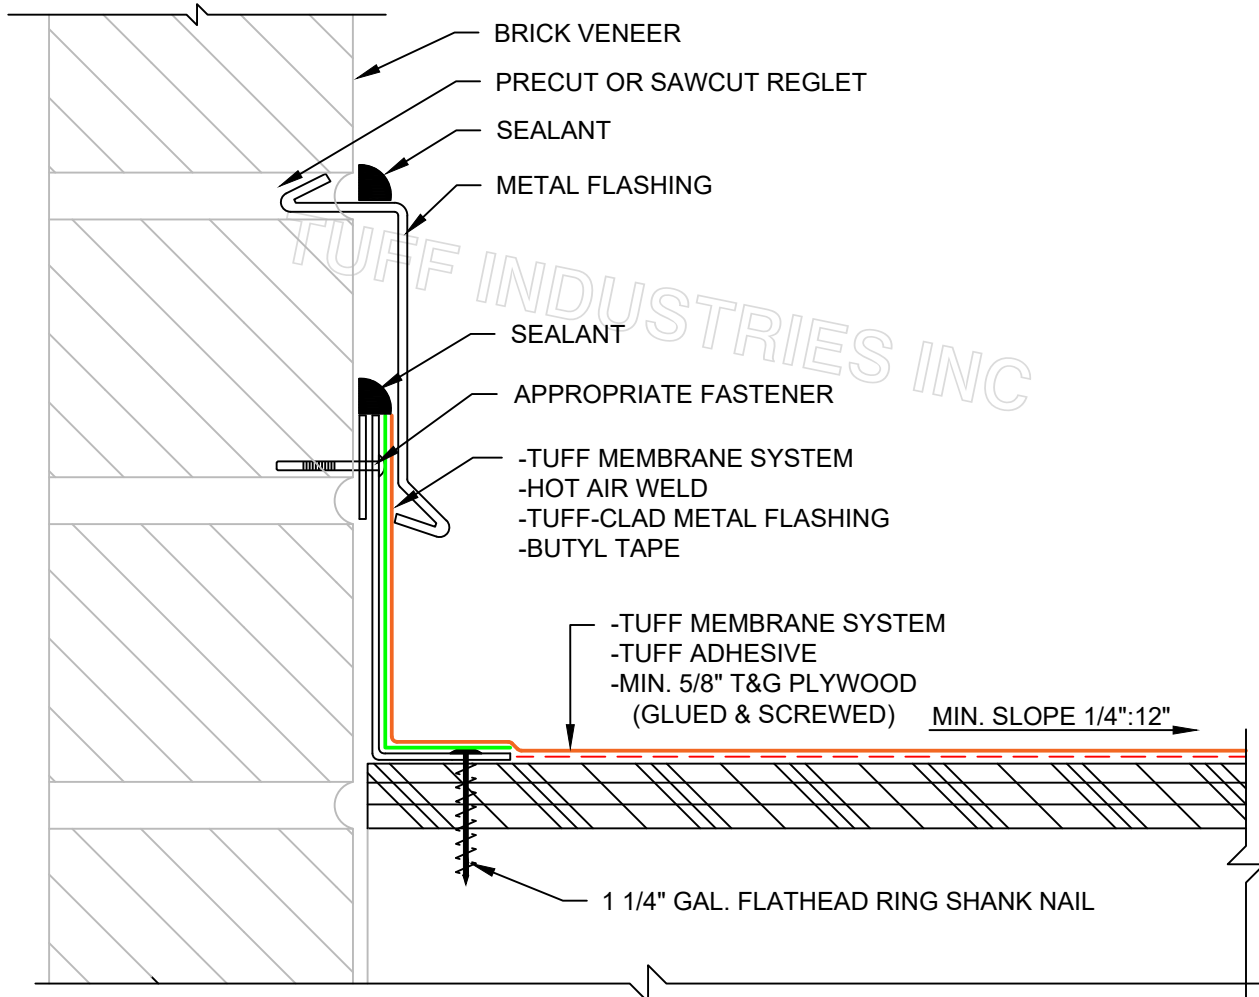 BRICK VENEER
PRECUT OR SAWCUT REGLET
SEALANT
METAL FLASHING
TUFF INDUSTRIES INC
SEALANT
APPROPRIATE FASTENER
-TUFF MEMBRANE SYSTEM
-HOT AIR WELD
-TUFF-CLAD METAL FLASHING
-BUTYL TAPE
-TUFF MEMBRANE SYSTEM
-TUFF ADHESIVE
-MIN. 5/8" T&G PLYWOOD
(GLUED & SCREWED)
MIN. SLOPE 1/4":12"
1 1/4" GAL. FLATHEAD RING SHANK NAIL